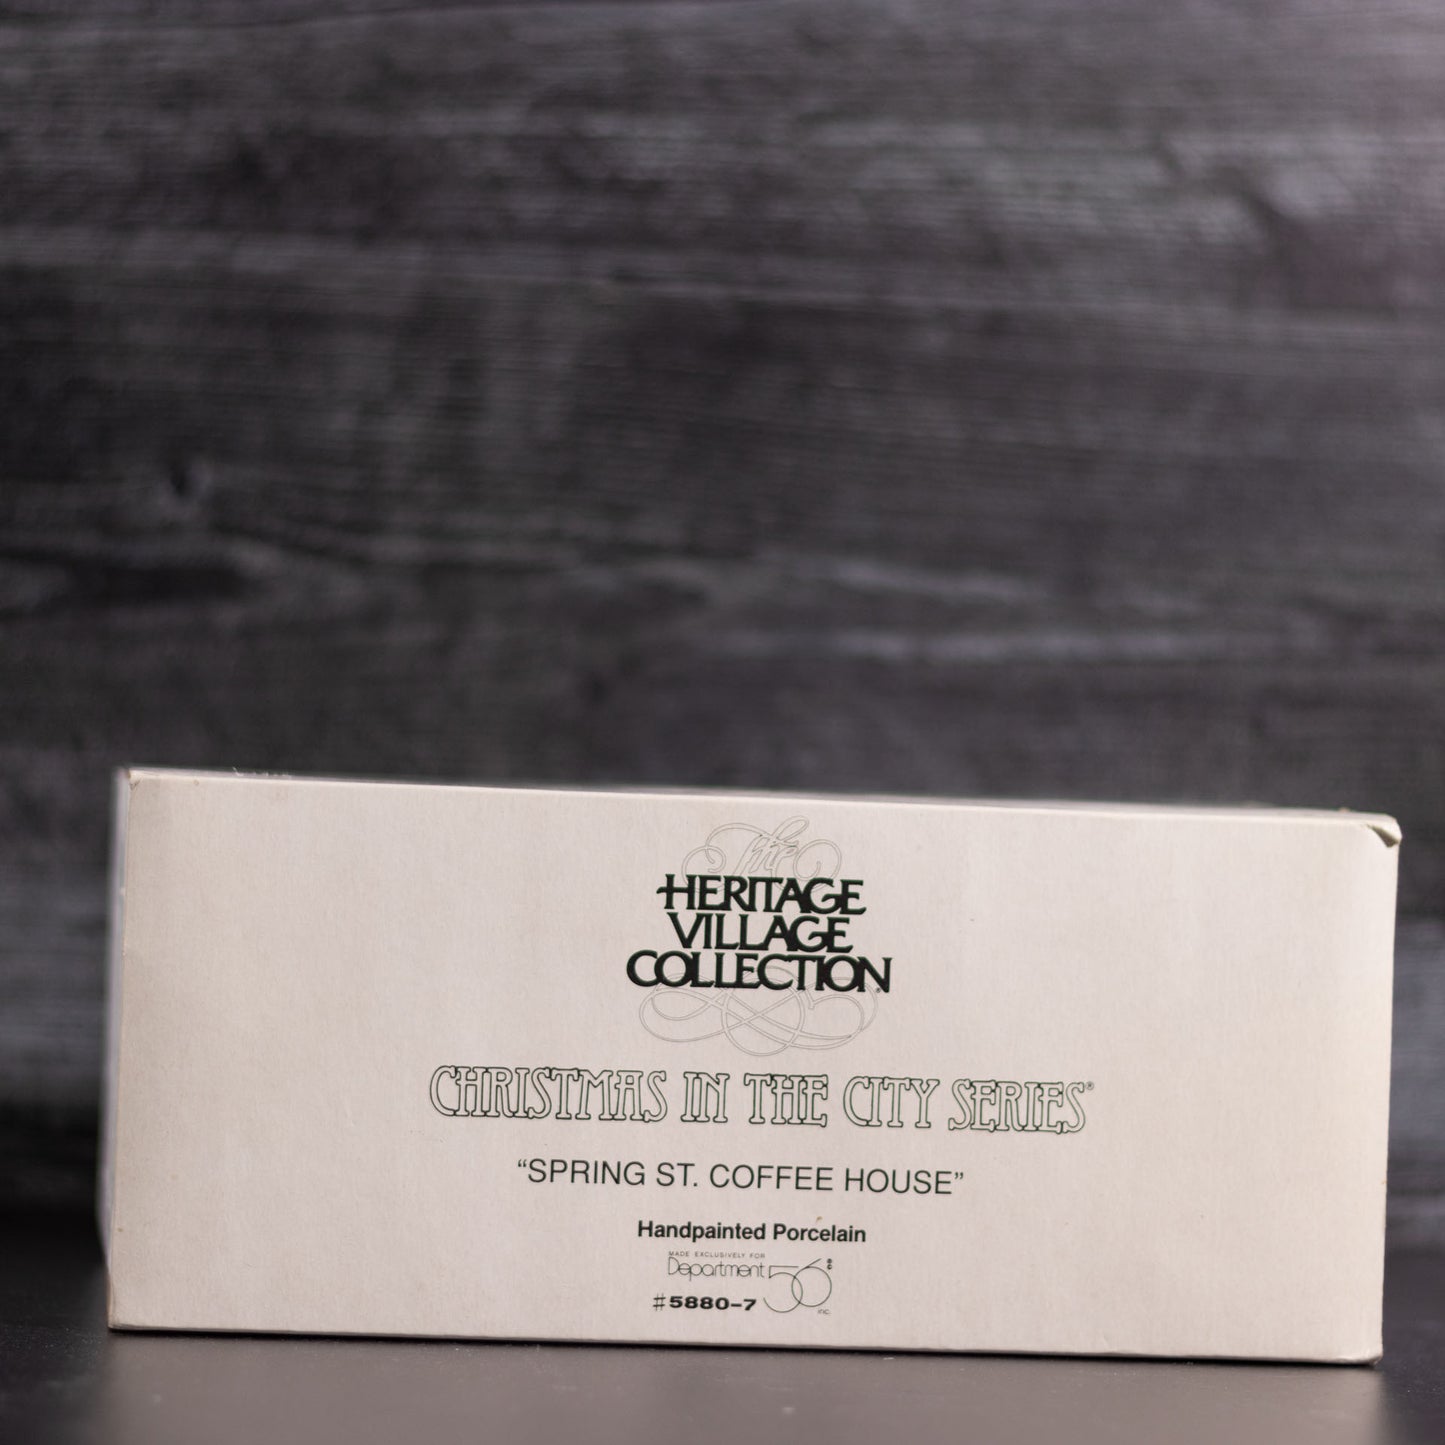 The
HERITAGE
VILLAGE
COLLECTION®
CHRISTMAS IN THE CITY SERIES®
“SPRING ST. COFFEE HOUSE”
Handpainted Porcelain
MADE EXCLUSIVELY FOR
Department 56®
#5880-7
inc.